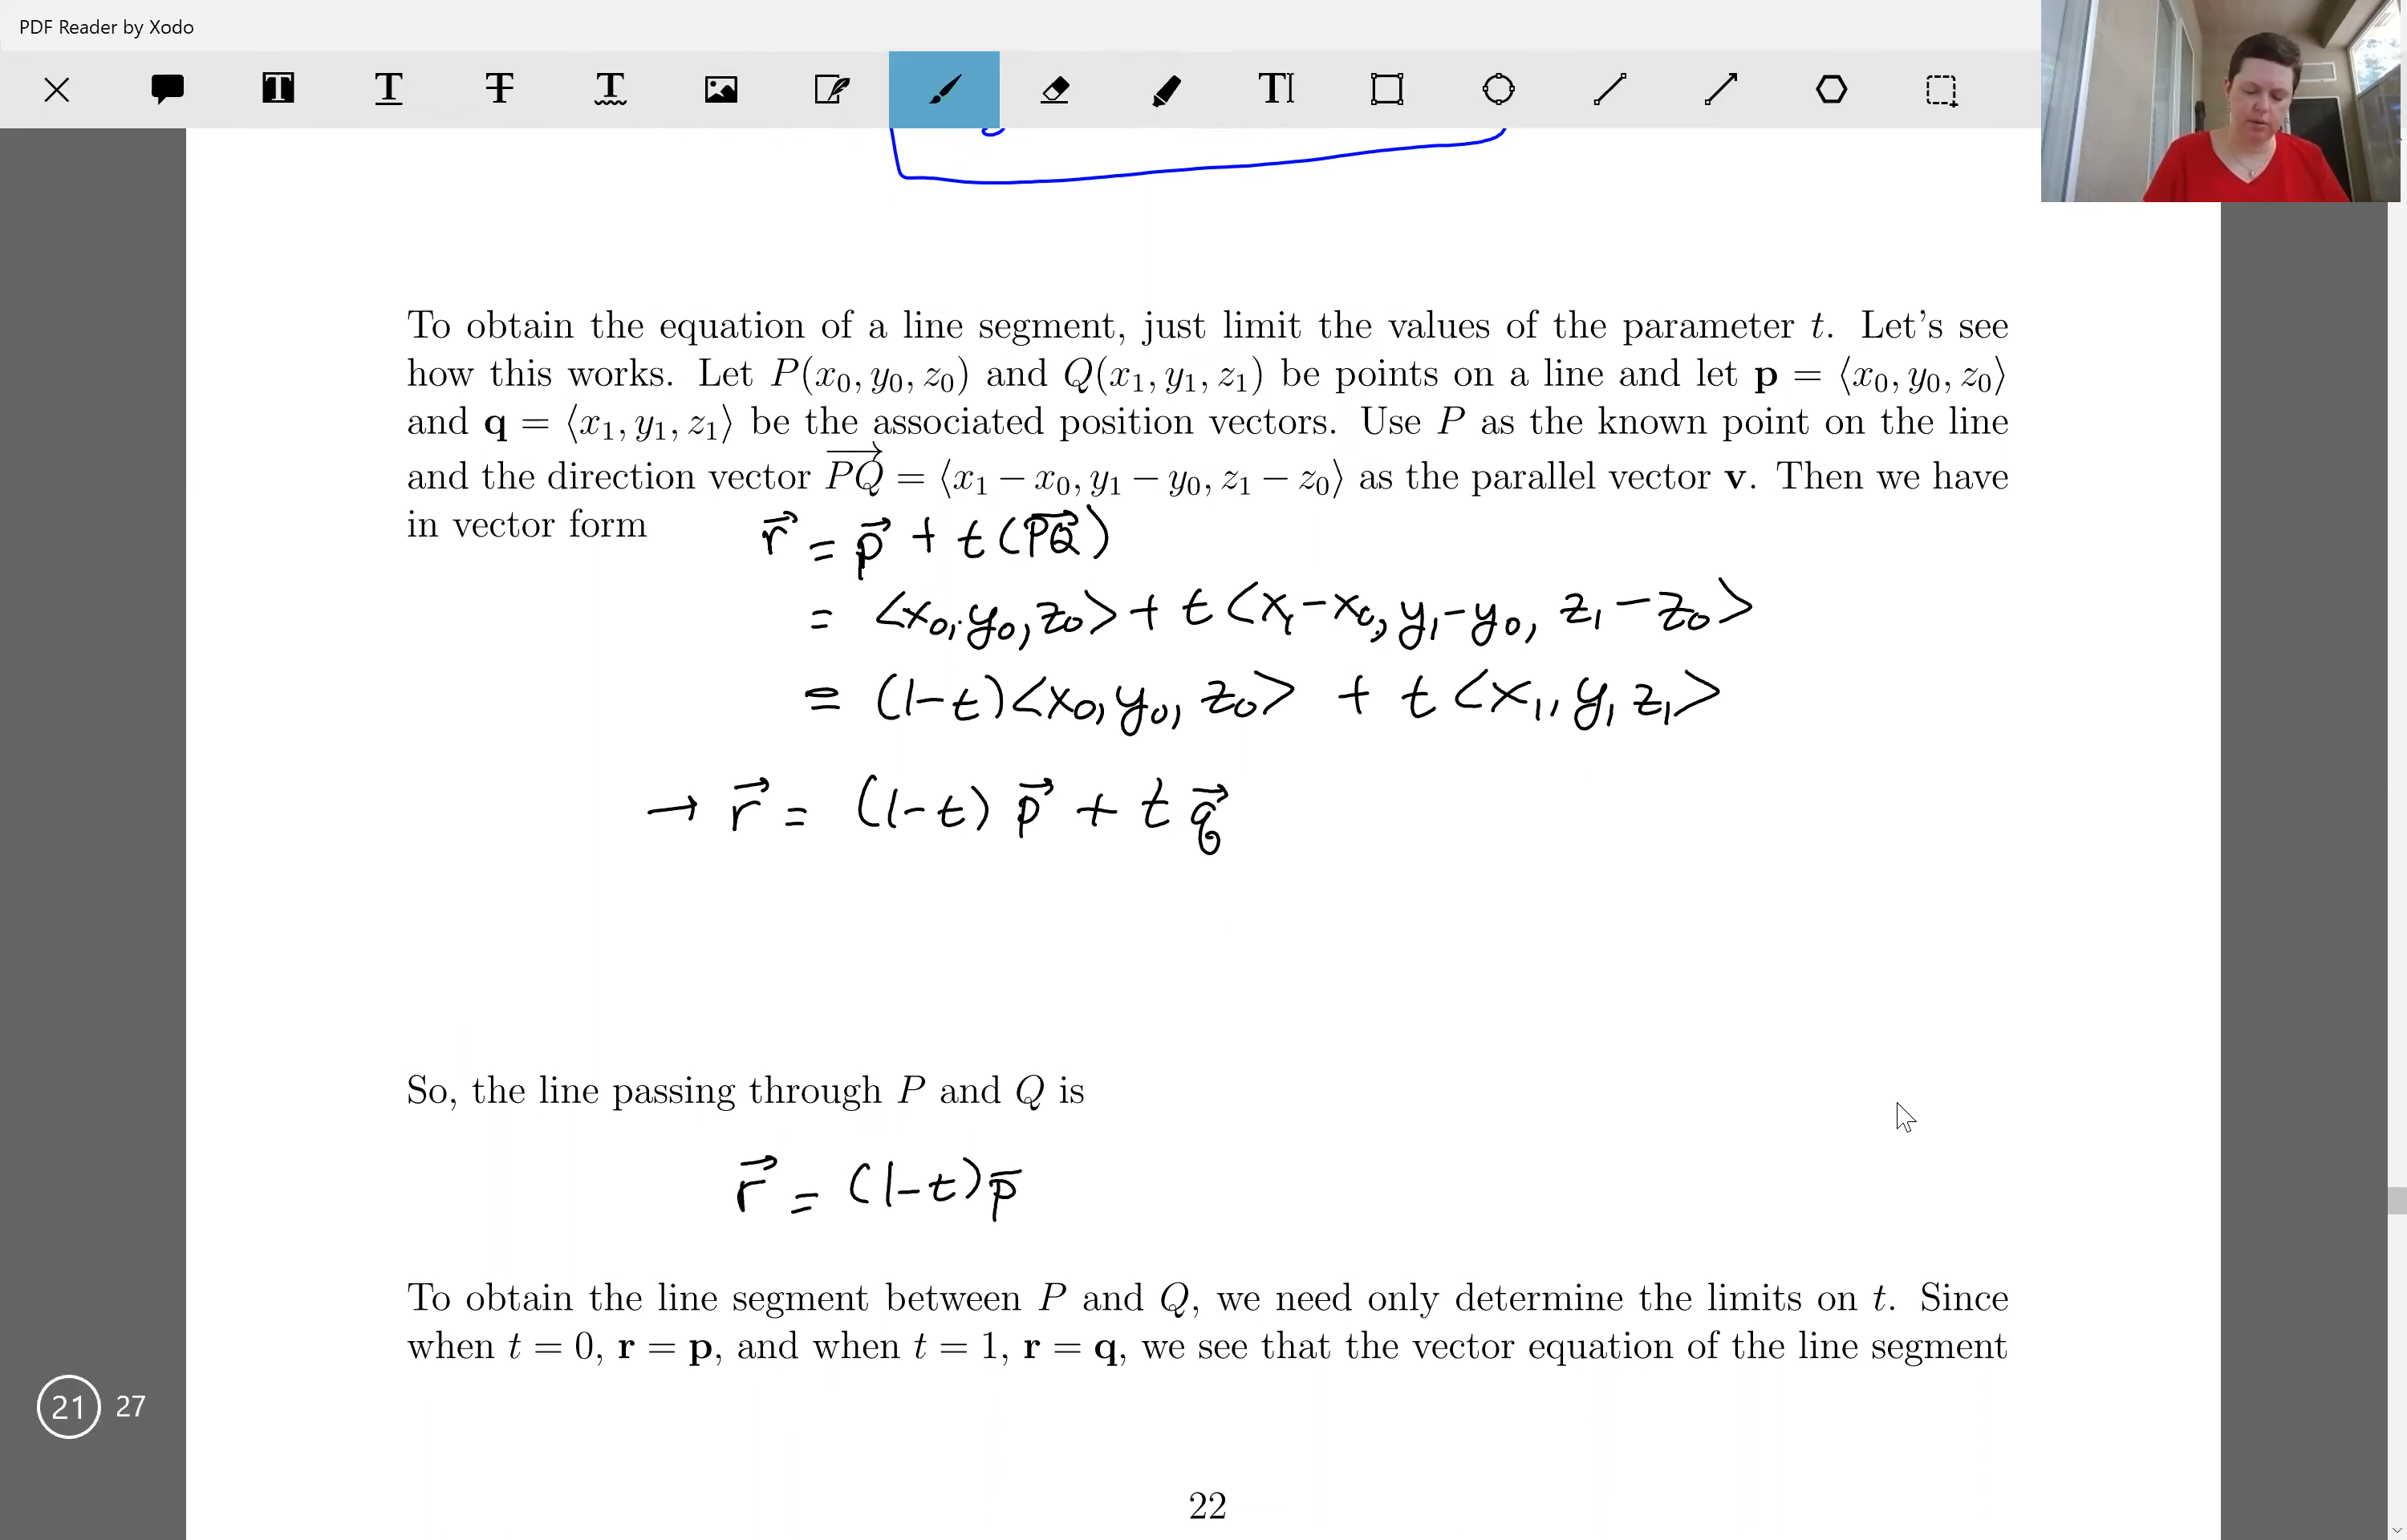 PDF Reader by Xodo
To obtain the equation of a line segment, just limit the values of the parameter t. Let's see
how this works. Let P(x₀, y₀, z₀) and Q(x₁, y₁, z₁) be points on a line and let p = ⟨x₀, y₀, z₀⟩
and q = ⟨x₁, y₁, z₁⟩ be the associated position vectors. Use P as the known point on the line
and the direction vector P⃗Q⃗ = ⟨x₁ − x₀, y₁ − y₀, z₁ − z₀⟩ as the parallel vector v. Then we have
in vector form
r⃗ = p⃗ + t(P⃗Q⃗)
= <x₀, y₀, z₀> + t<x₁−x₀, y₁−y₀, z₁−z₀>
= (1−t)<x₀, y₀, z₀> + t<x₁, y₁ z₁>
→ r⃗ = (1−t) p⃗ + t q⃗
So, the line passing through P and Q is
r⃗ = (1−t)p̅
To obtain the line segment between P and Q, we need only determine the limits on t. Since
when t = 0, r = p, and when t = 1, r = q, we see that the vector equation of the line segment
21 27
22